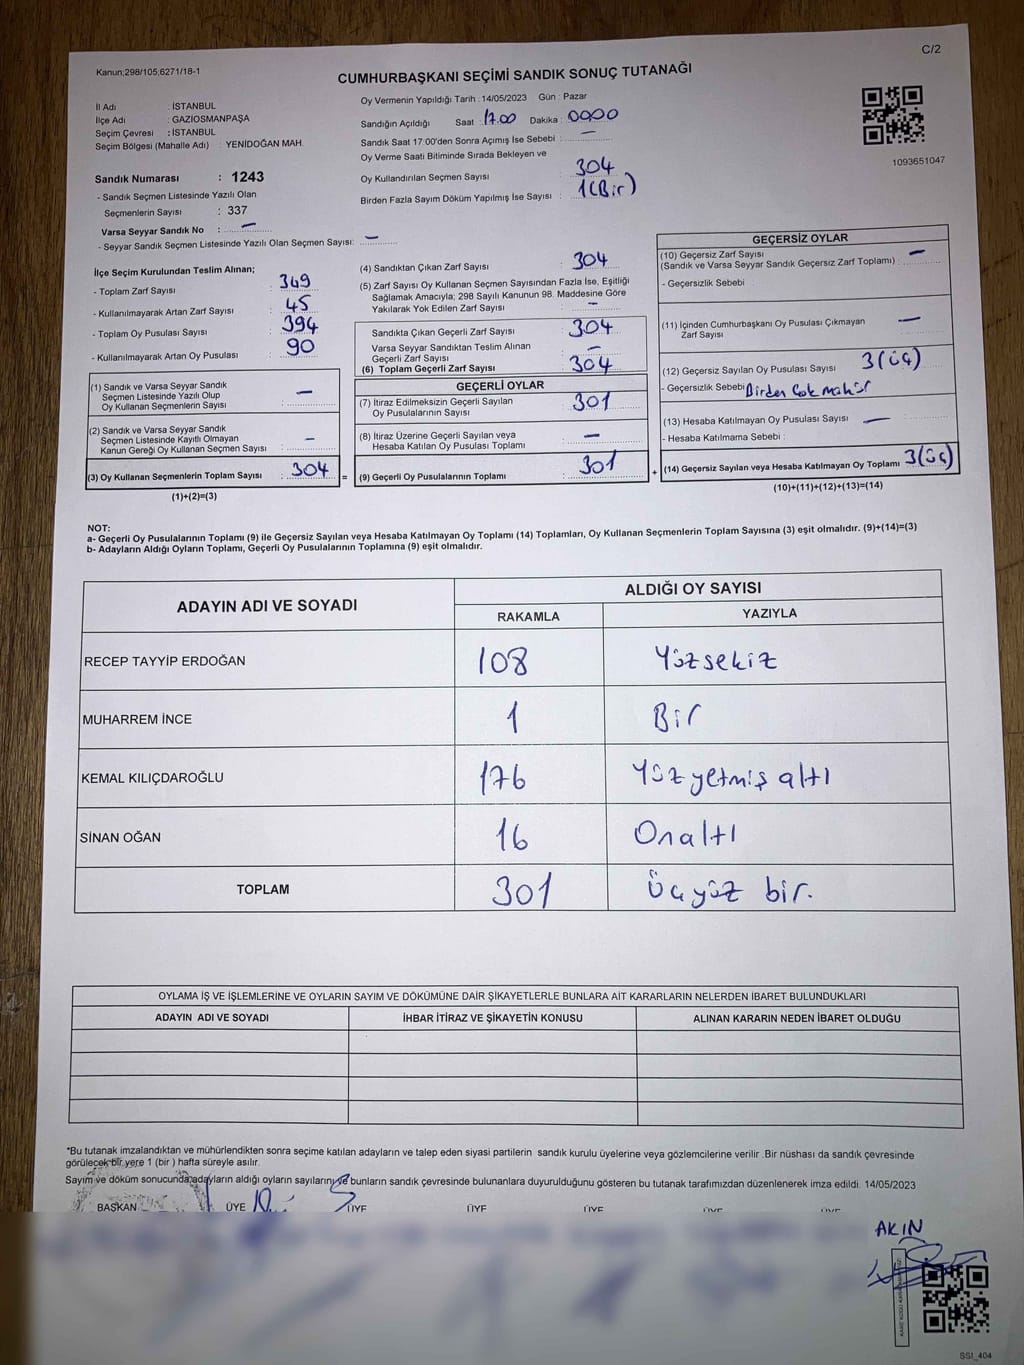 C/2
Kanun;298/105;6271/18-1
CUMHURBAŞKANI SEÇİMİ SANDIK SONUÇ TUTANAĞI
İl Adı : İSTANBUL
İlçe Adı : GAZİOSMANPAŞA
Seçim Çevresi : İSTANBUL
Seçim Bölgesi (Mahalle Adı) : YENİDOĞAN MAH.
Sandık Numarası : 1243
- Sandık Seçmen Listesinde Yazılı Olan
Seçmenlerin Sayısı : 337
Varsa Seyyar Sandık No : —
- Seyyar Sandık Seçmen Listesinde Yazılı Olan Seçmen Sayısı: —
Oy Vermenin Yapıldığı Tarih : 14/05/2023 Gün : Pazar
Sandığın Açıldığı Saat : 17.00 Dakika : 0000
Sandık Saat 17:00'den Sonra Açımış İse Sebebi : —
Oy Verme Saati Bitiminde Sırada Bekleyen ve
Oy Kullandırılan Seçmen Sayısı : 304
Birden Fazla Sayım Döküm Yapılmış İse Sayısı : 1(Bir)
1093651047
İlçe Seçim Kurulundan Teslim Alınan;
- Toplam Zarf Sayısı : 349
- Kullanılmayarak Artan Zarf Sayısı : 45
- Toplam Oy Pusulası Sayısı : 394
- Kullanılmayarak Artan Oy Pusulası : 90
(1) Sandık ve Varsa Seyyar Sandık
Seçmen Listesinde Yazılı Olup
Oy Kullanan Seçmenlerin Sayısı : —
(2) Sandık ve Varsa Seyyar Sandık
Seçmen Listesinde Kayıtlı Olmayan
Kanun Gereği Oy Kullanan Seçmen Sayısı : —
(3) Oy Kullanan Seçmenlerin Toplam Sayısı : 304 =
(1)+(2)=(3)
(4) Sandıktan Çıkan Zarf Sayısı : 304
(5) Zarf Sayısı Oy Kullanan Seçmen Sayısından Fazla İse, Eşitliği
Sağlamak Amacıyla; 298 Sayılı Kanunun 98. Maddesine Göre
Yakılarak Yok Edilen Zarf Sayısı : —
Sandıkta Çıkan Geçerli Zarf Sayısı : 304
Varsa Seyyar Sandıktan Teslim Alınan
Geçerli Zarf Sayısı : —
(6) Toplam Geçerli Zarf Sayısı : 304
GEÇERLİ OYLAR
(7) İtiraz Edilmeksizin Geçerli Sayılan
Oy Pusulalarının Sayısı : 301
(8) İtiraz Üzerine Geçerli Sayılan veya
Hesaba Katılan Oy Pusulası Toplamı : —
(9) Geçerli Oy Pusulalarının Toplamı : 301 +
GEÇERSİZ OYLAR
(10) Geçersiz Zarf Sayısı
(Sandık ve Varsa Seyyar Sandık Geçersiz Zarf Toplamı) : —
- Geçersizlik Sebebi :
(11) İçinden Cumhurbaşkanı Oy Pusulası Çıkmayan
Zarf Sayısı : —
(12) Geçersiz Sayılan Oy Pusulası Sayısı : 3(üç)
- Geçersizlik Sebebi : Birden çok mühür
(13) Hesaba Katılmayan Oy Pusulası Sayısı : —
- Hesaba Katılmama Sebebi :
(14) Geçersiz Sayılan veya Hesaba Katılmayan Oy Toplamı : 3(üç)
(10)+(11)+(12)+(13)=(14)
NOT:
a- Geçerli Oy Pusulalarının Toplamı (9) ile Geçersiz Sayılan veya Hesaba Katılmayan Oy Toplamı (14) Toplamları, Oy Kullanan Seçmenlerin Toplam Sayısına (3) eşit olmalıdır. (9)+(14)=(3)
b- Adayların Aldığı Oyların Toplamı, Geçerli Oy Pusulalarının Toplamına (9) eşit olmalıdır.
ADAYIN ADI VE SOYADI ALDIĞI OY SAYISI
RAKAMLA YAZIYLA
RECEP TAYYİP ERDOĞAN 108 Yüzsekiz
MUHARREM İNCE 1 Bir
KEMAL KILIÇDAROĞLU 176 Yüzyetmiş altı
SİNAN OĞAN 16 Onaltı
TOPLAM 301 Üçyüz bir.
OYLAMA İŞ VE İŞLEMLERİNE VE OYLARIN SAYIM VE DÖKÜMÜNE DAİR ŞİKAYETLERLE BUNLARA AİT KARARLARIN NELERDEN İBARET BULUNDUKLARI
ADAYIN ADI VE SOYADI İHBAR İTİRAZ VE ŞİKAYETİN KONUSU ALINAN KARARIN NEDEN İBARET OLDUĞU
*Bu tutanak imzalandıktan ve mühürlendikten sonra seçime katılan adayların ve talep eden siyasi partilerin sandık kurulu üyelerine veya gözlemcilerine verilir .Bir nüshası da sandık çevresinde
görülecek bir yere 1 (bir ) hafta süreyle asılır.
Sayım ve döküm sonucunda adayların aldığı oyların sayılarını ve bunların sandık çevresinde bulunanlara duyurulduğunu gösteren bu tutanak tarafımızdan düzenlenerek imza edildi. 14/05/2023
BAŞKAN ÜYE ÜYE ÜYE ÜYE ÜYE ÜYE
AKIN
SSI_404